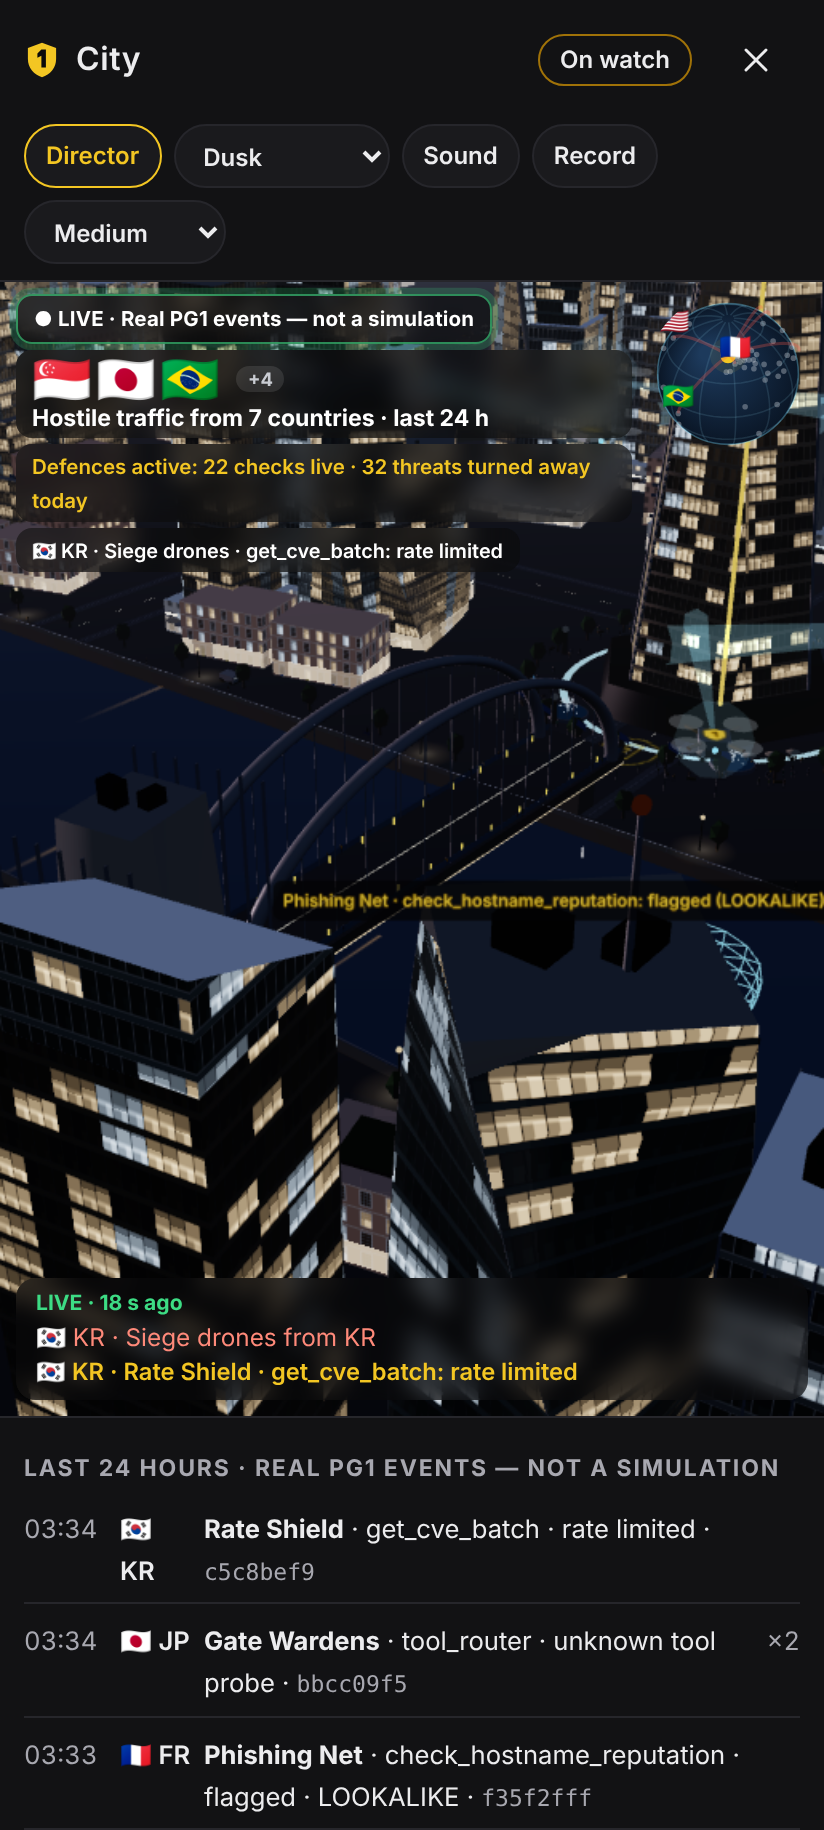 1 City
On watch
Director
Dusk
Sound
Record
Medium
LIVE · Real PG1 events — not a simulation
+4
Hostile traffic from 7 countries · last 24 h
Defences active: 22 checks live · 32 threats turned away
today
KR · Siege drones · get_cve_batch: rate limited
Phishing Net · check_hostname_reputation: flagged (LOOKALIKE)
LIVE · 18 s ago
KR · Siege drones from KR
KR · Rate Shield · get_cve_batch: rate limited
LAST 24 HOURS · REAL PG1 EVENTS — NOT A SIMULATION
03:34 KR Rate Shield · get_cve_batch · rate limited ·
c5c8bef9
03:34 JP Gate Wardens · tool_router · unknown tool ×2
probe · bbcc09f5
03:33 FR Phishing Net · check_hostname_reputation ·
flagged · LOOKALIKE · f35f2fff